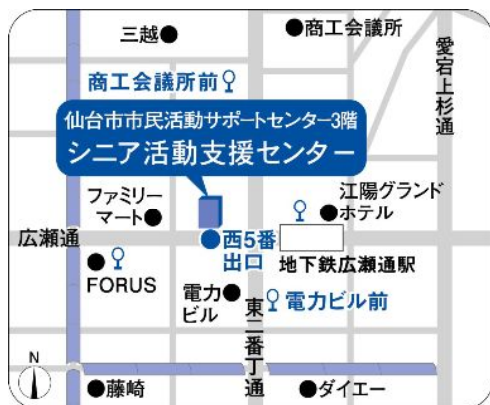 三越
商工会議所
愛宕上杉通
商工会議所前
仙台市市民活動サポートセンター3階
シニア活動支援センター
ファミリー
マート
江陽グランド
ホテル
広瀬通
西5番
出口
地下鉄広瀬通駅
FORUS
電力
ビル
東二番丁通
電力ビル前
N
藤崎
ダイエー